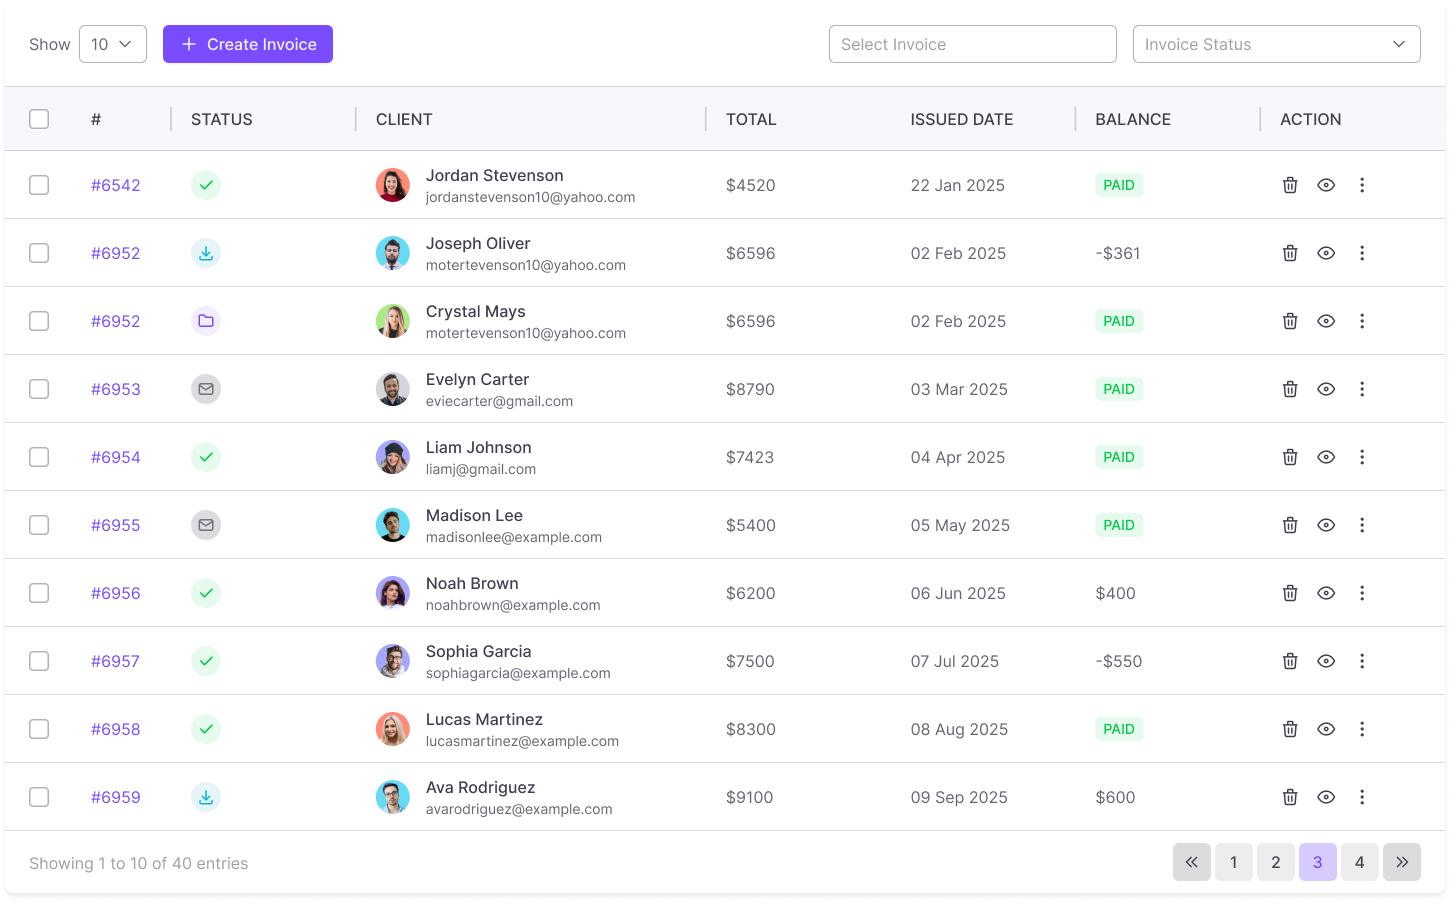 Show 10 Create Invoice Select Invoice Invoice Status
# STATUS CLIENT TOTAL ISSUED DATE BALANCE ACTION
#6542 Jordan Stevenson $4520 22 Jan 2025 PAID
jordanstevenson10@yahoo.com
#6952 Joseph Oliver $6596 02 Feb 2025 -$361
motertevenson10@yahoo.com
#6952 Crystal Mays $6596 02 Feb 2025 PAID
motertevenson10@yahoo.com
#6953 Evelyn Carter $8790 03 Mar 2025 PAID
eviecarter@gmail.com
#6954 Liam Johnson $7423 04 Apr 2025 PAID
liamj@gmail.com
#6955 Madison Lee $5400 05 May 2025 PAID
madisonlee@example.com
#6956 Noah Brown $6200 06 Jun 2025 $400
noahbrown@example.com
#6957 Sophia Garcia $7500 07 Jul 2025 -$550
sophiagarcia@example.com
#6958 Lucas Martinez $8300 08 Aug 2025 PAID
lucasmartinez@example.com
#6959 Ava Rodriguez $9100 09 Sep 2025 $600
avarodriguez@example.com
Showing 1 to 10 of 40 entries 1 2 3 4